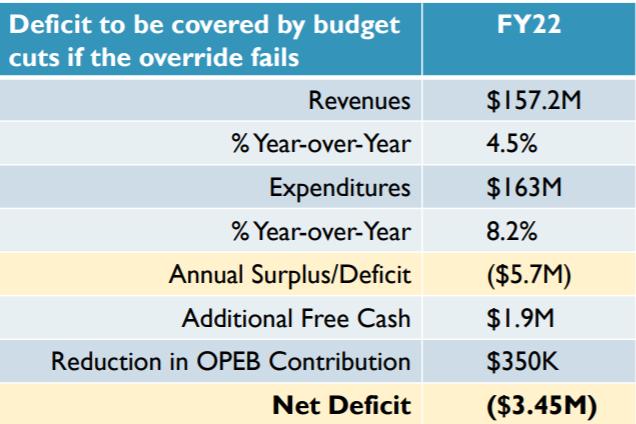 Deficit to be covered by budget FY22
cuts if the override fails
Revenues $157.2M
% Year-over-Year 4.5%
Expenditures $163M
% Year-over-Year 8.2%
Annual Surplus/Deficit ($5.7M)
Additional Free Cash $1.9M
Reduction in OPEB Contribution $350K
Net Deficit ($3.45M)